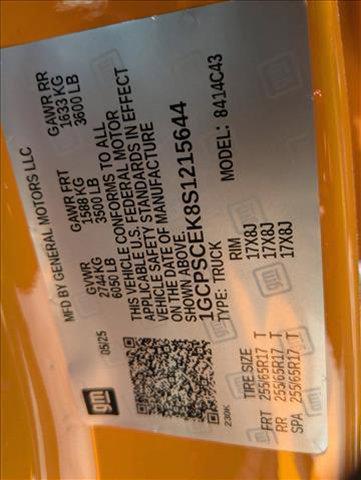 MFD BY GENERAL MOTORS LLC
05/25
GVWR GAWR FRT GAWR RR
2744 KG 1588 KG 1633 KG
6050 LB 3500 LB 3600 LB
THIS VEHICLE CONFORMS TO ALL
APPLICABLE U.S. FEDERAL MOTOR
VEHICLE SAFETY STANDARDS IN EFFECT
ON THE DATE OF MANUFACTURE
SHOWN ABOVE.
1GCPSCEK8S1215644
TYPE: TRUCK MODEL: 8414C43
gm
230K
TIRE SIZE RIM
FRT 255/65R17 T 17X8J
RR 255/65R17 T 17X8J
SPA 255/65R17 T 17X8J